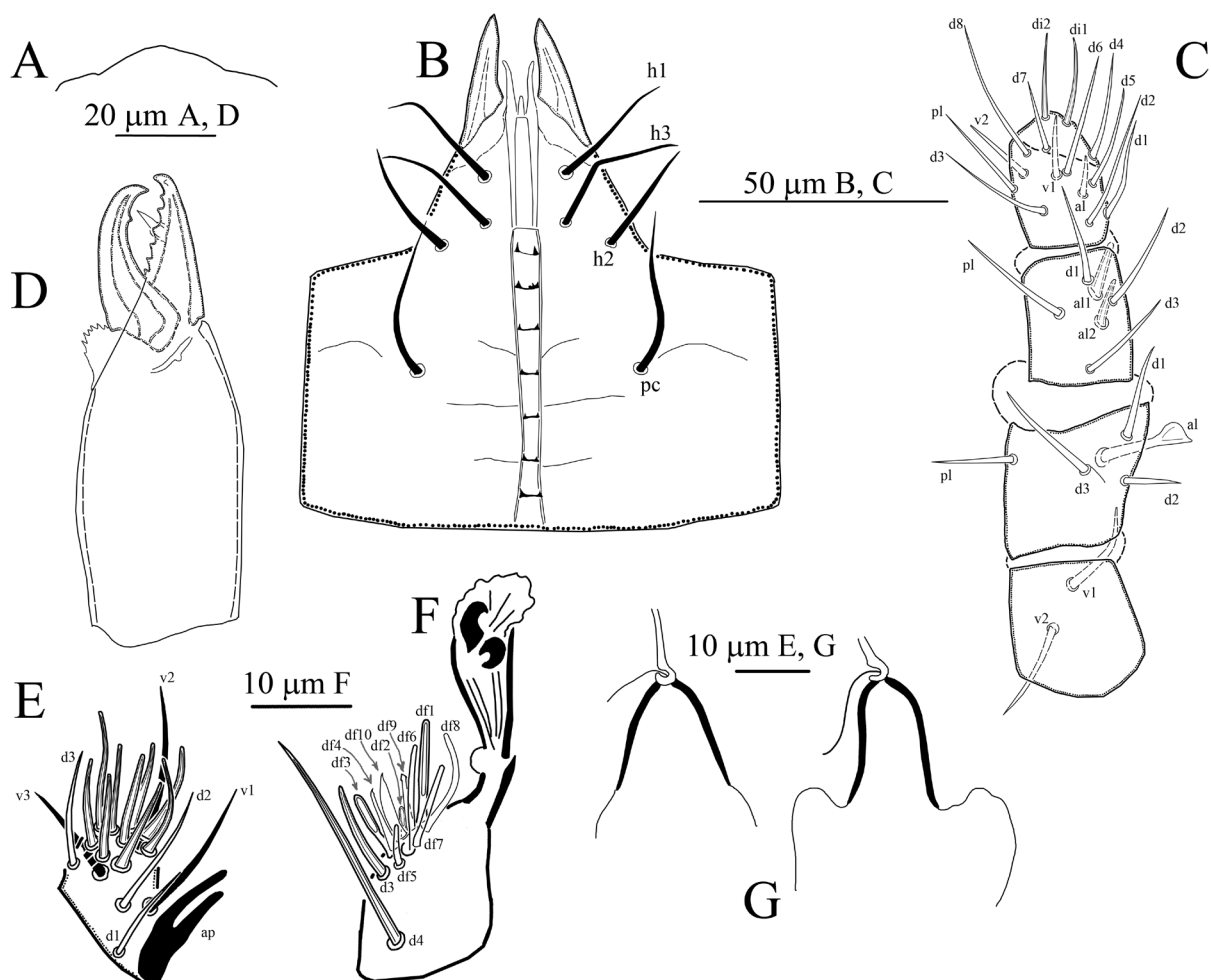 A
20 μm A, D
B
h1
h3
h2
pc
50 μm B, C
C
d8
di2
di1
d6
d4
d7
d5
d2
v2
d1
pl
d3
v1
al
d2
d1
pl
al1
al2
d3
d1
al
pl
d3
d2
v1
v2
D
E
v2
d3
v3
d2
v1
d1
ap
10 μm F
F
df1
df9
df8
df10
df6
df4
df2
df3
df7
df5
d3
d4
10 μm E, G
G